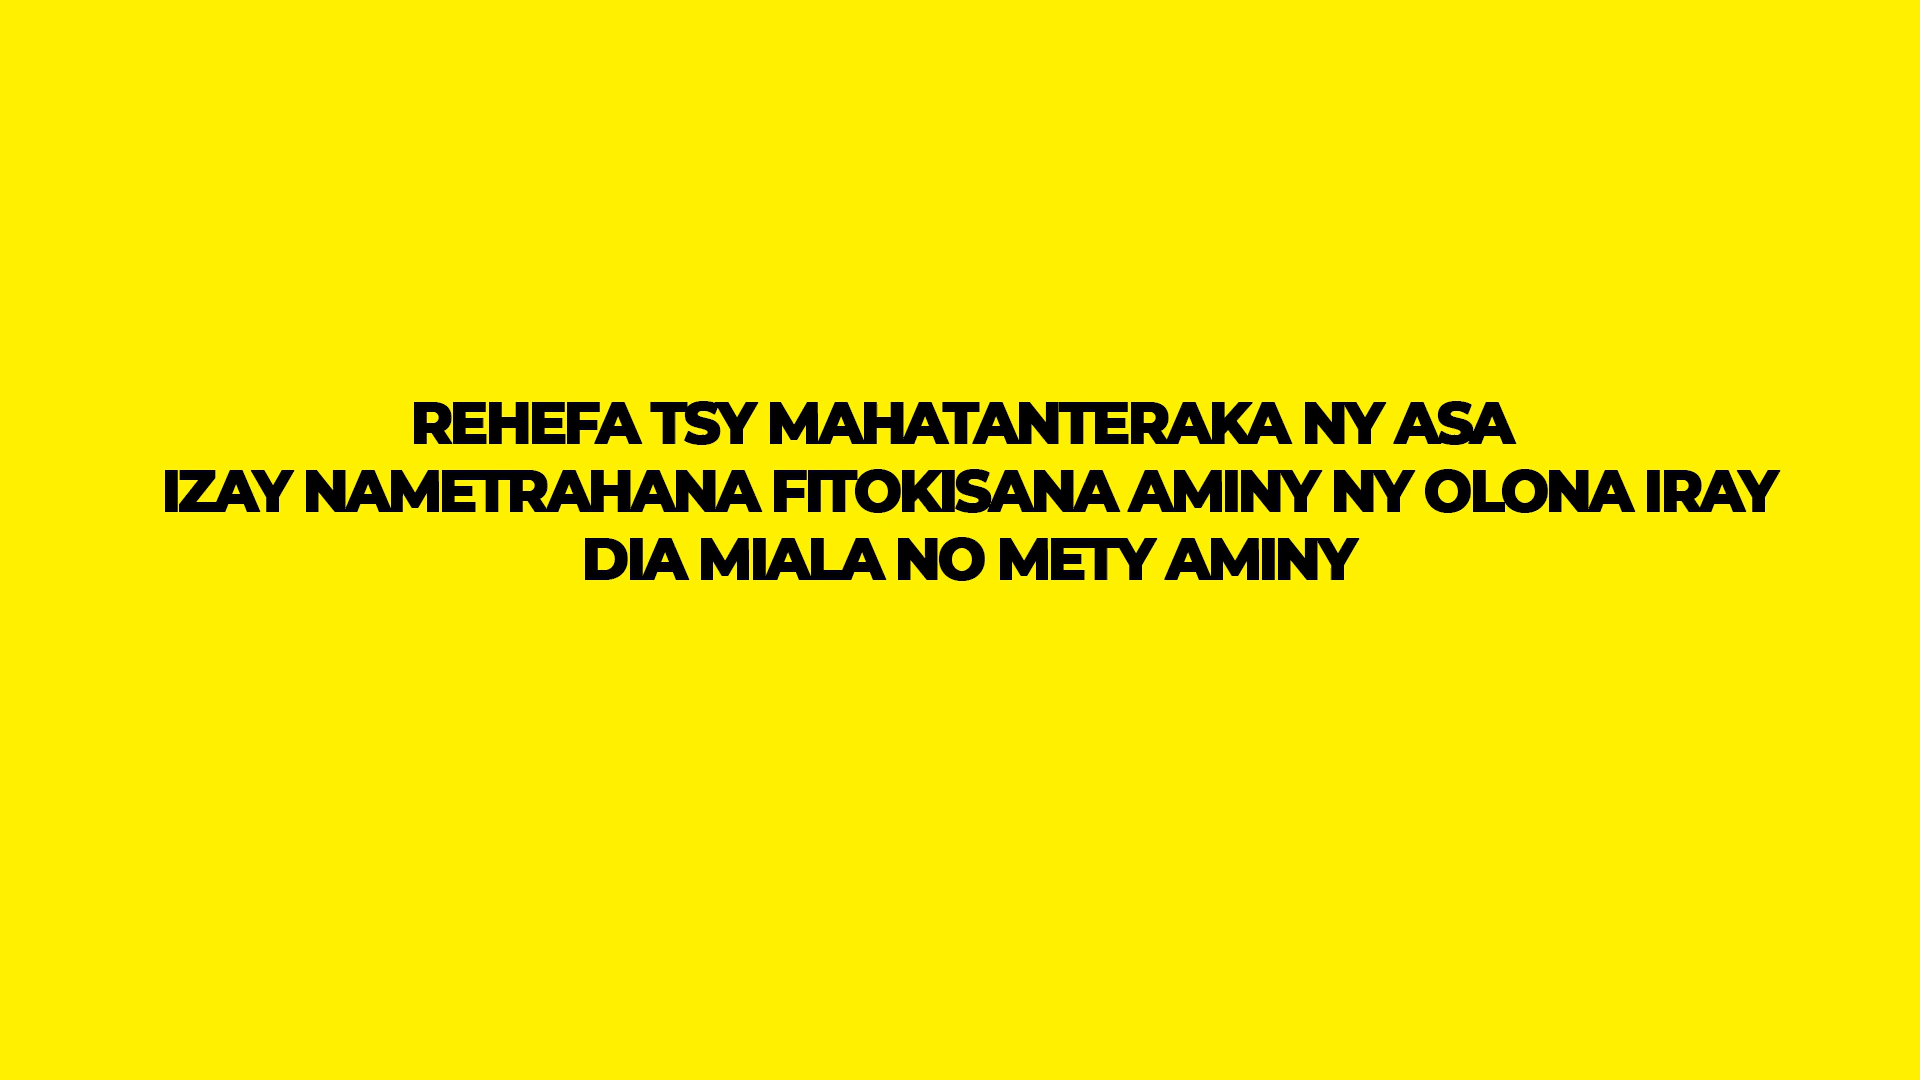 REHEFA TSY MAHATANTERAKA NY ASA
IZAY NAMETRAHANA FITOKISANA AMINY NY OLONA IRAY
DIA MIALA NO METY AMINY